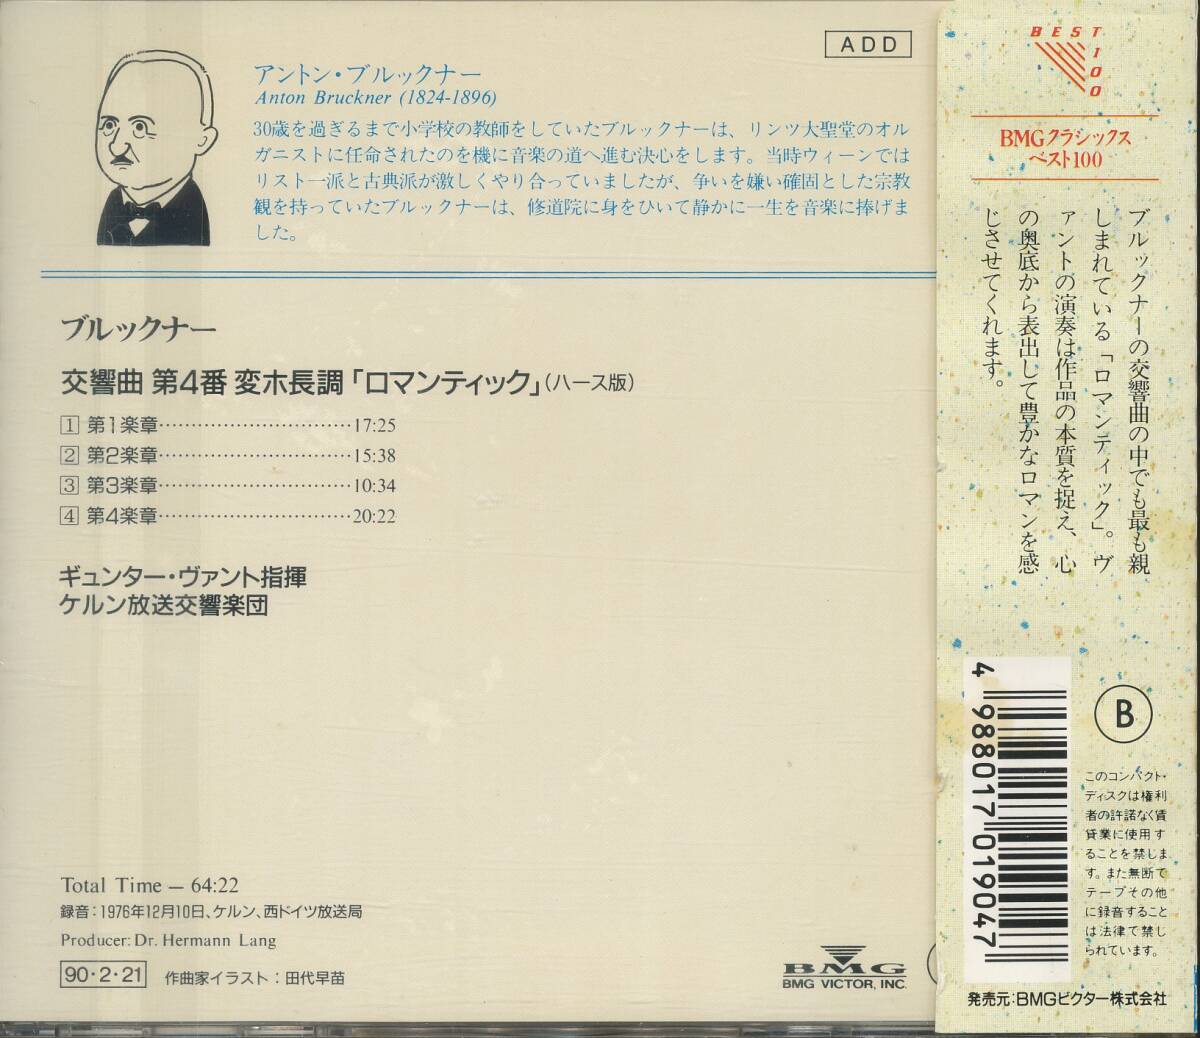 ADD
アントン・ブルックナー
Anton Bruckner (1824-1896)
30歳を過ぎるまで小学校の教師をしていたブルックナーは、リンツ大聖堂のオル
ガニストに任命されたのを機に音楽の道へ進む決心をします。当時ウィーンでは
リスト一派と古典派が激しくやり合っていましたが、争いを嫌い確固とした宗教
観を持っていたブルックナーは、修道院に身をひいて静かに一生を音楽に捧げま
した。
ブルックナー
交響曲 第4番 変ホ長調「ロマンティック」(ハース版)
1 第1楽章…………………………17:25
2 第2楽章…………………………15:38
3 第3楽章…………………………10:34
4 第4楽章…………………………20:22
ギュンター・ヴァント指揮
ケルン放送交響楽団
Total Time — 64:22
録音：1976年12月10日、ケルン、西ドイツ放送局
Producer: Dr. Hermann Lang
90・2・21 作曲家イラスト：田代早苗
BMG
BMG VICTOR, INC.
BEST
100
BMGクラシックス
ベスト100
ブルックナーの交響曲の中でも最も親
しまれている「ロマンティック」。ヴ
ァントの演奏は作品の本質を捉え、心
の奥底から表出して豊かなロマンを感
じさせてくれます。
4 988017 019047
B
このコンパクト・
ディスクは権利
者の許諾なく賃
貸業に使用す
ることを禁じま
す。また無断で
テープその他
に録音すること
は法律で禁じ
られています。
発売元：BMGビクター株式会社